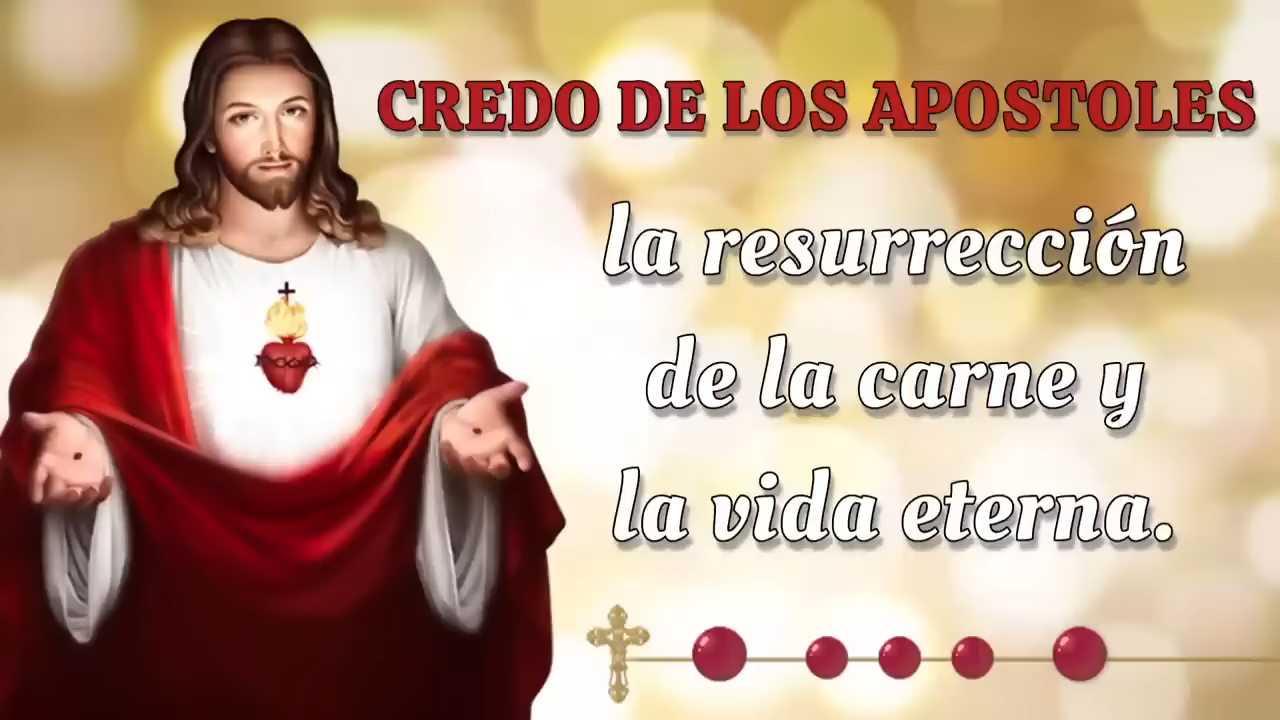 CREDO DE LOS APOSTOLES
la resurrección
de la carne y
la vida eterna.